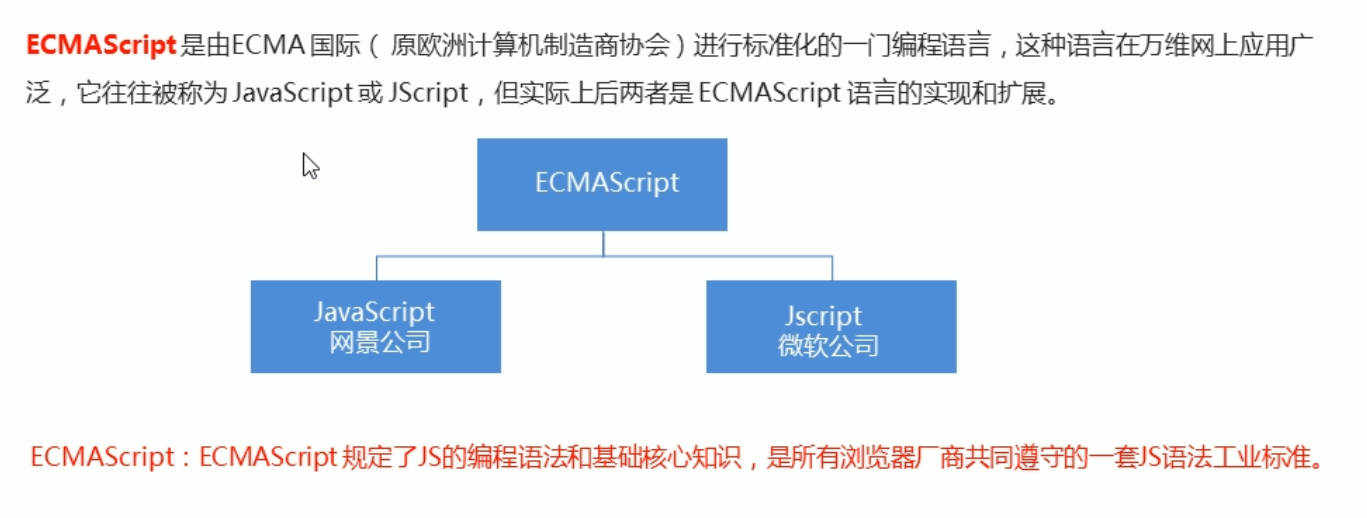 ECMAScript 是由ECMA 国际（ 原欧洲计算机制造商协会）进行标准化的一门编程语言，这种语言在万维网上应用广
泛，它往往被称为 JavaScript 或 JScript，但实际上后两者是 ECMAScript 语言的实现和扩展。
ECMAScript
JavaScript
网景公司
Jscript
微软公司
ECMAScript：ECMAScript 规定了JS的编程语法和基础核心知识，是所有浏览器厂商共同遵守的一套JS语法工业标准。